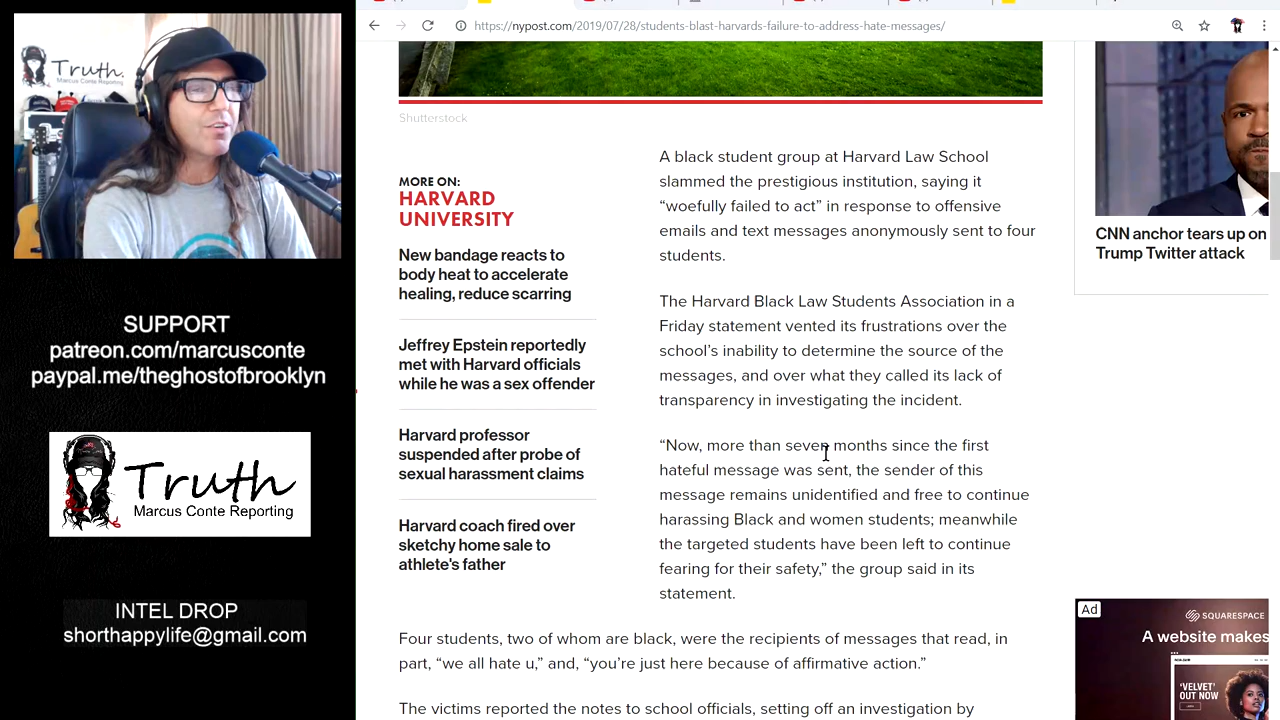 Truth.
Marcus Conte Reporting
SUPPORT
patreon.com/marcusconte
paypal.me/theghostofbrooklyn
Truth
Marcus Conte Reporting
INTEL DROP
shorthappylife@gmail.com
https://nypost.com/2019/07/28/students-blast-harvards-failure-to-address-hate-messages/
Shutterstock
MORE ON:
HARVARD
UNIVERSITY
New bandage reacts to
body heat to accelerate
healing, reduce scarring
Jeffrey Epstein reportedly
met with Harvard officials
while he was a sex offender
Harvard professor
suspended after probe of
sexual harassment claims
Harvard coach fired over
sketchy home sale to
athlete's father
A black student group at Harvard Law School
slammed the prestigious institution, saying it
“woefully failed to act” in response to offensive
emails and text messages anonymously sent to four
students.
The Harvard Black Law Students Association in a
Friday statement vented its frustrations over the
school’s inability to determine the source of the
messages, and over what they called its lack of
transparency in investigating the incident.
“Now, more than seven months since the first
hateful message was sent, the sender of this
message remains unidentified and free to continue
harassing Black and women students; meanwhile
the targeted students have been left to continue
fearing for their safety,” the group said in its
statement.
Four students, two of whom are black, were the recipients of messages that read, in
part, “we all hate u,” and, “you’re just here because of affirmative action.”
The victims reported the notes to school officials, setting off an investigation by
CNN anchor tears up on
Trump Twitter attack
Ad
SQUARESPACE
A website makes
'VELVET'
OUT NOW